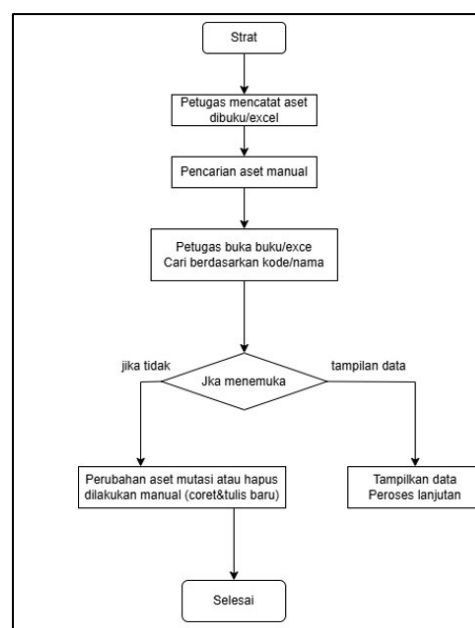 Strat
Petugas mencatat aset
dibuku/excel
Pencarian aset manual
Petugas buka buku/exce
Cari berdasarkan kode/nama
jika tidak
Jka menemuka
tampilan data
Perubahan aset mutasi atau hapus
dilakukan manual (coret&tulis baru)
Tampilkan data
Peroses lanjutan
Selesai